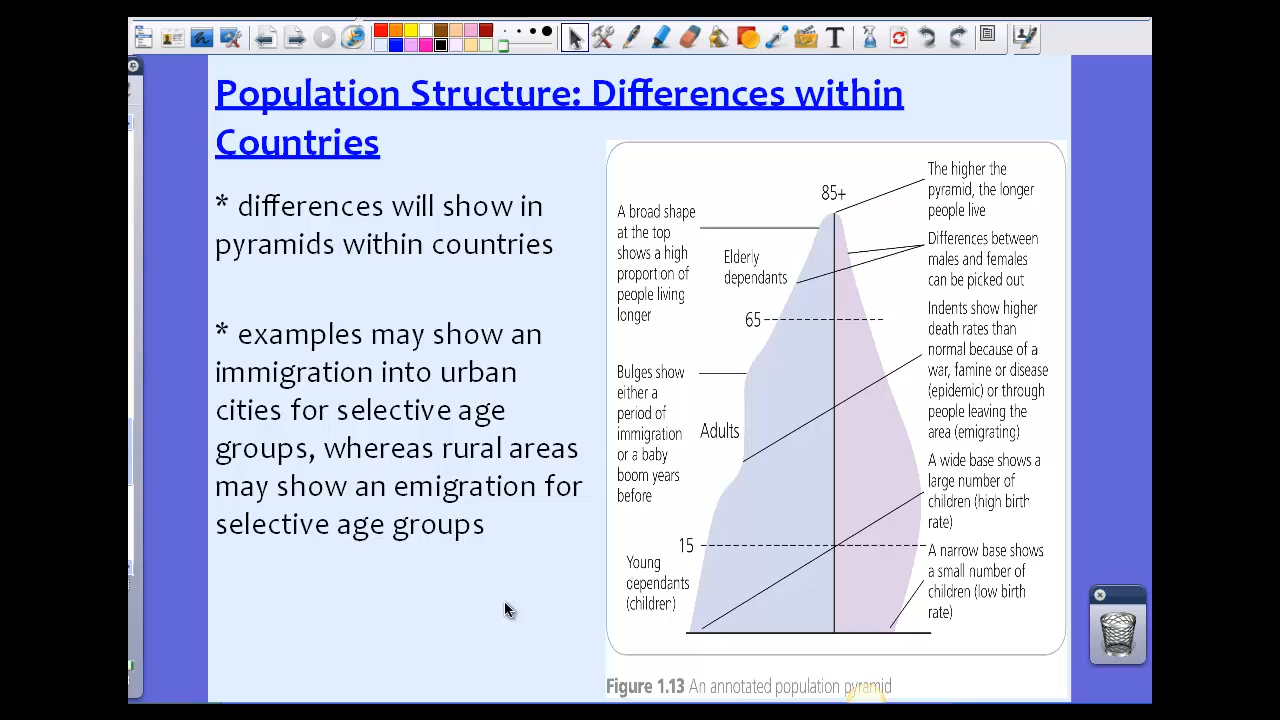 Population Structure: Differences within
Countries
* differences will show in
pyramids within countries
* examples may show an
immigration into urban
cities for selective age
groups, whereas rural areas
may show an emigration for
selective age groups
85+
A broad shape
at the top
shows a high
proportion of
people living
longer
Elderly
dependants
65
Bulges show
either a
period of
immigration
or a baby
boom years
before
Adults
15
Young
dependants
(children)
The higher the
pyramid, the longer
people live
Differences between
males and females
can be picked out
Indents show higher
death rates than
normal because of a
war, famine or disease
(epidemic) or through
people leaving the
area (emigrating)
A wide base shows a
large number of
children (high birth
rate)
A narrow base shows
a small number of
children (low birth
rate)
Figure 1.13 An annotated population pyramid